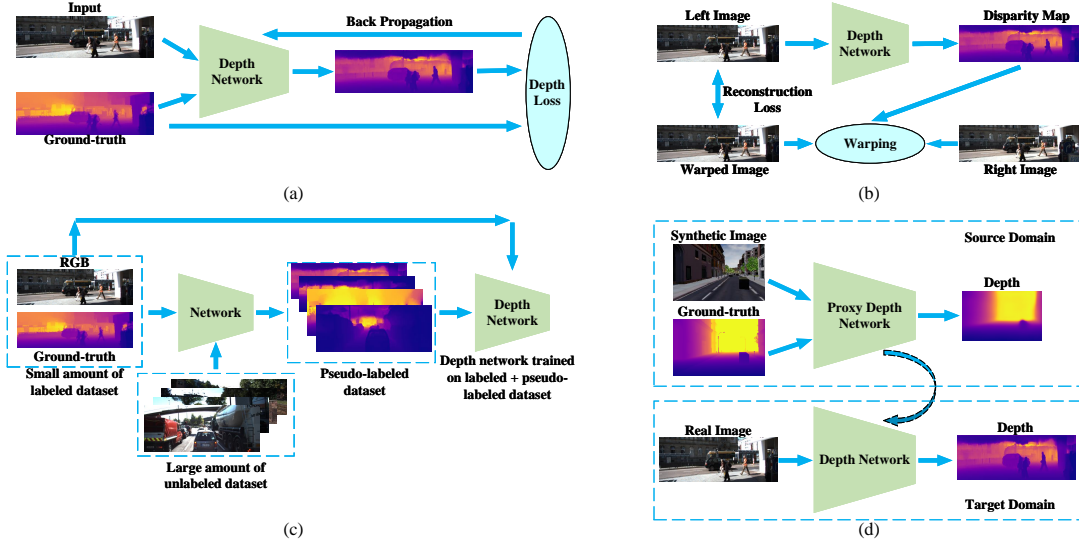 Input
Back Propagation
Depth
Network
Depth
Loss
Ground-truth
(a)
Left Image
Depth
Network
Disparity Map
Reconstruction
Loss
Warping
Warped Image
Right Image
(b)
RGB
Ground-truth
Small amount of
labeled dataset
Network
Large amount of
unlabeled dataset
Pseudo-labeled
dataset
Depth
Network
Depth network trained
on labeled + pseudo-
labeled dataset
(c)
Synthetic Image
Source Domain
Ground-truth
Proxy Depth
Network
Depth
Real Image
Depth Network
Depth
Target Domain
(d)